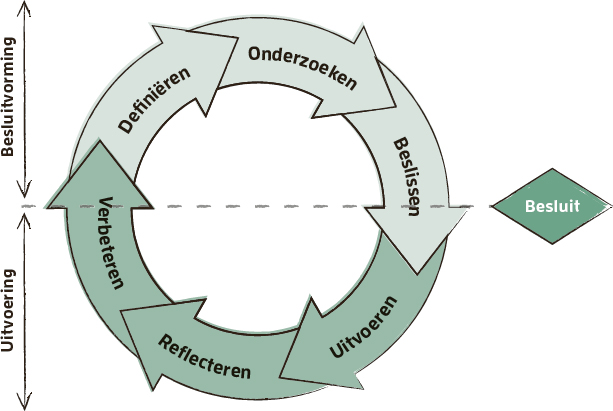 Besluitvorming
Definiëren
Onderzoeken
Beslissen
Besluit
Uitvoering
Verbeteren
Reflecteren
Uitvoeren